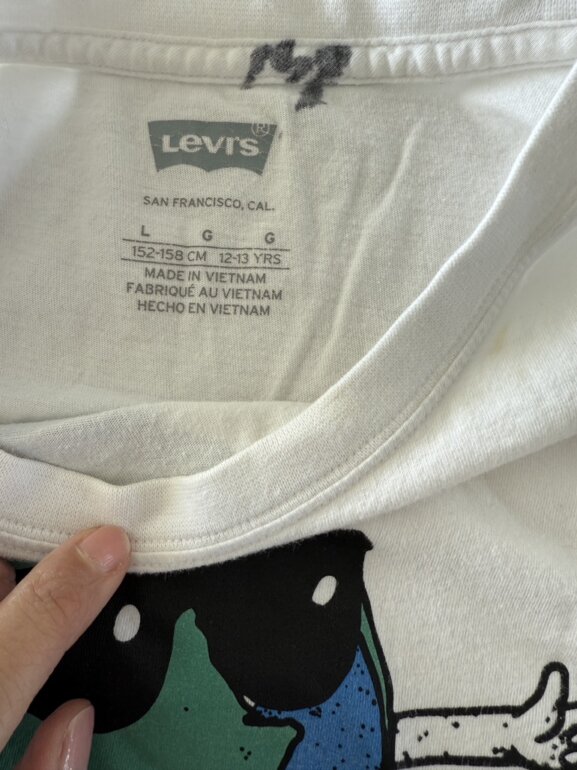 Levi's®
SAN FRANCISCO, CAL.
L G G
152-158 CM 12-13 YRS
MADE IN VIETNAM
FABRIQUÉ AU VIETNAM
HECHO EN VIETNAM